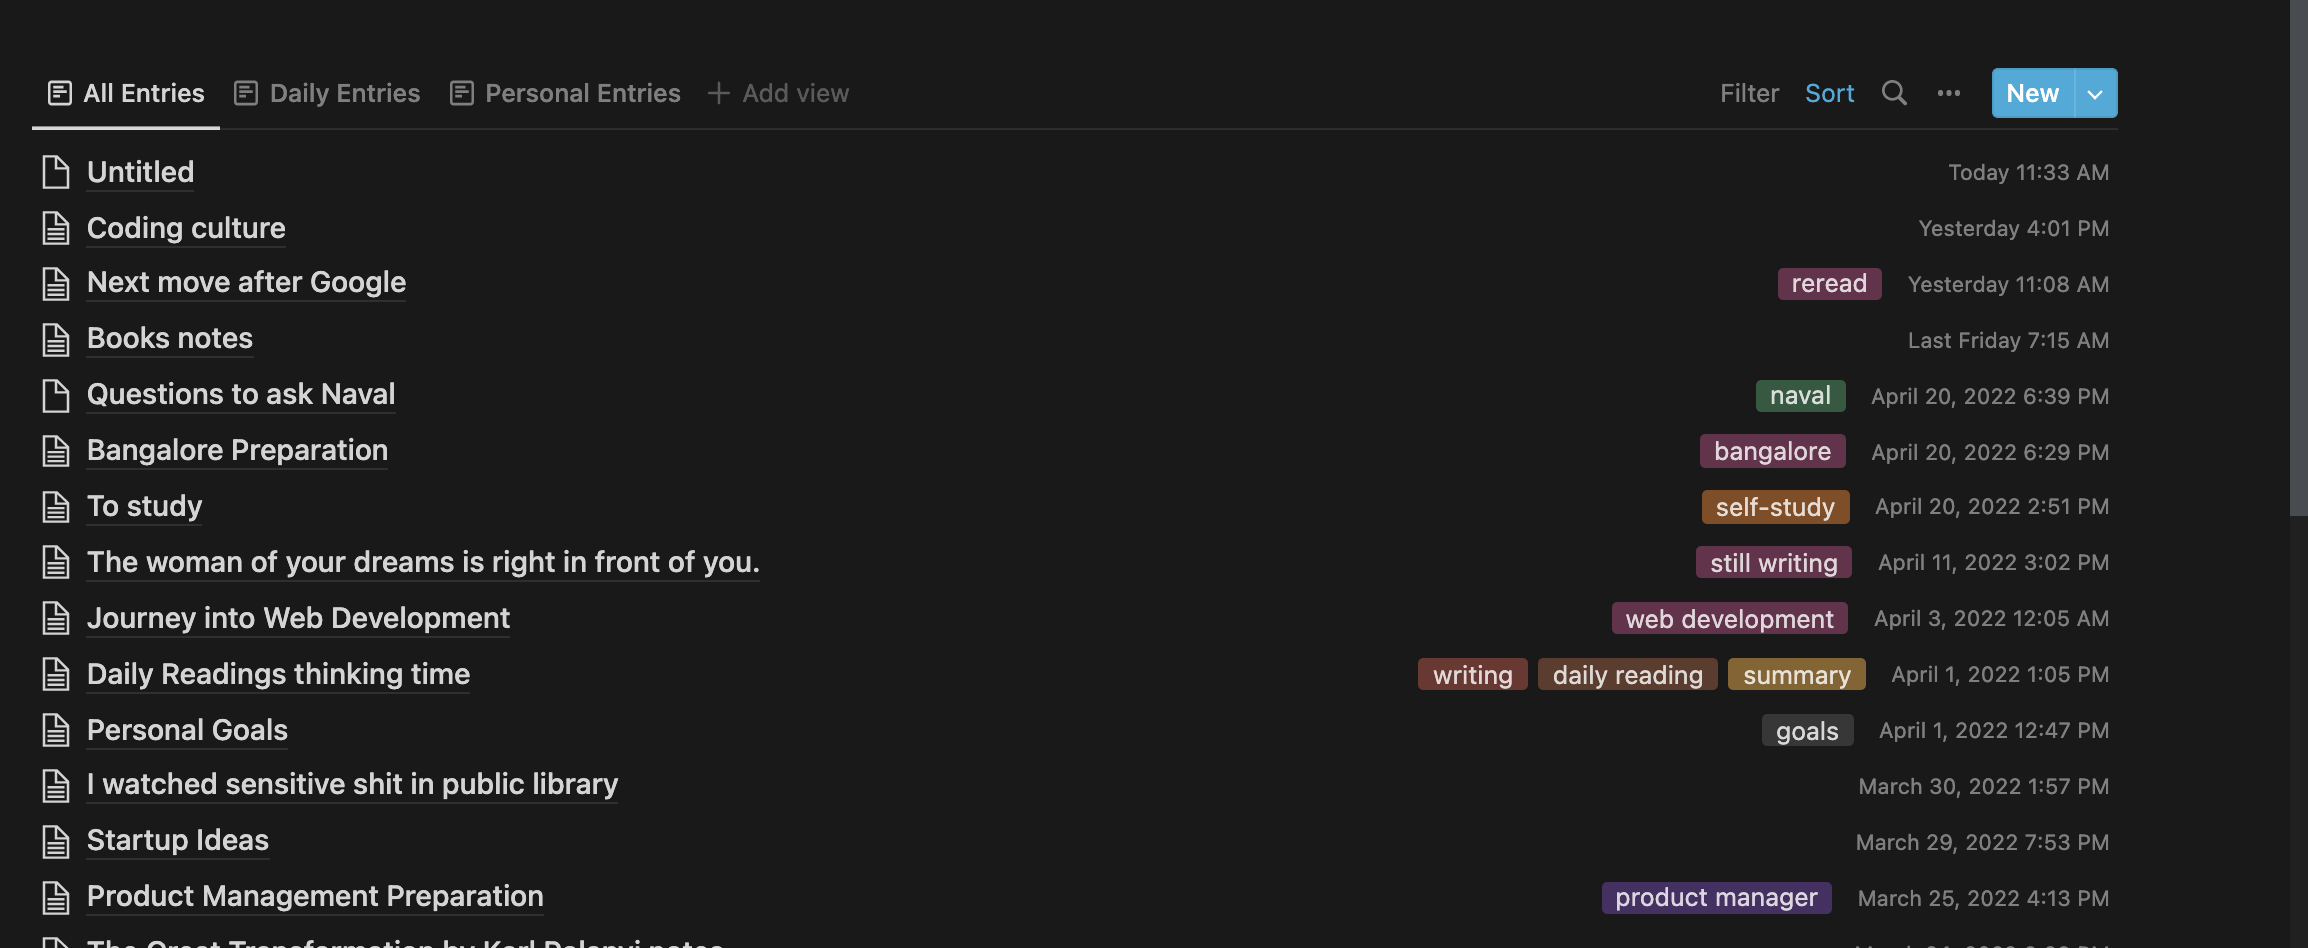 All Entries Daily Entries Personal Entries + Add view Filter Sort ... New
Untitled Today 11:33 AM
Coding culture Yesterday 4:01 PM
Next move after Google reread Yesterday 11:08 AM
Books notes Last Friday 7:15 AM
Questions to ask Naval naval April 20, 2022 6:39 PM
Bangalore Preparation bangalore April 20, 2022 6:29 PM
To study self-study April 20, 2022 2:51 PM
The woman of your dreams is right in front of you. still writing April 11, 2022 3:02 PM
Journey into Web Development web development April 3, 2022 12:05 AM
Daily Readings thinking time writing daily reading summary April 1, 2022 1:05 PM
Personal Goals goals April 1, 2022 12:47 PM
I watched sensitive shit in public library March 30, 2022 1:57 PM
Startup Ideas March 29, 2022 7:53 PM
Product Management Preparation product manager March 25, 2022 4:13 PM
The Great Transformation by Karl Polanyi notes